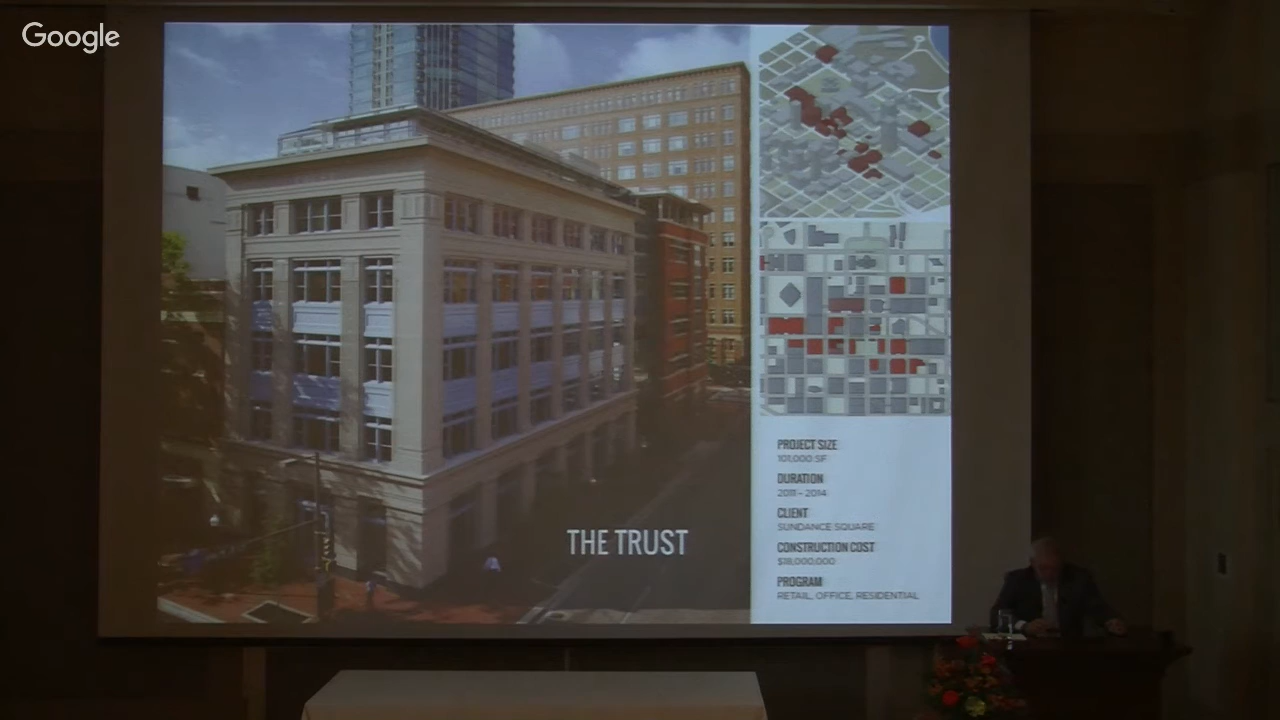 Google
THE TRUST
PROJECT SIZE
101,000 SF
DURATION
2011 – 2014
CLIENT
SUNDANCE SQUARE
CONSTRUCTION COST
$18,000,000
PROGRAM
RETAIL, OFFICE, RESIDENTIAL